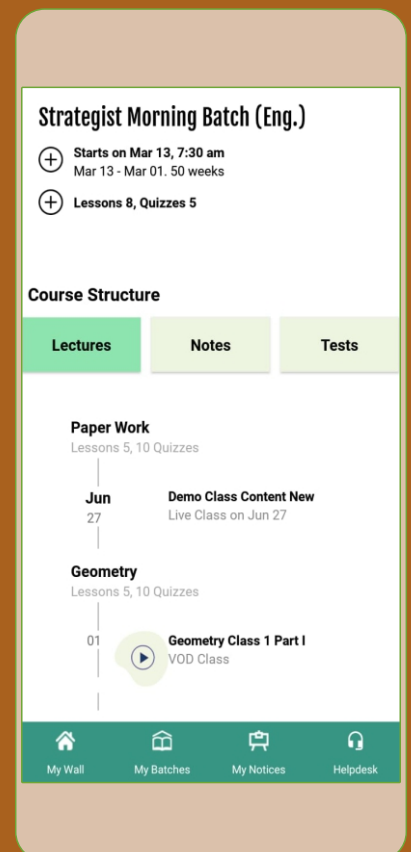 Strategist Morning Batch (Eng.)
Starts on Mar 13, 7:30 am
Mar 13 - Mar 01. 50 weeks
Lessons 8, Quizzes 5
Course Structure
Lectures
Notes
Tests
Paper Work
Lessons 5, 10 Quizzes
Jun
27
Demo Class Content New
Live Class on Jun 27
Geometry
Lessons 5, 10 Quizzes
01
Geometry Class 1 Part I
VOD Class
My Wall
My Batches
My Notices
Helpdesk